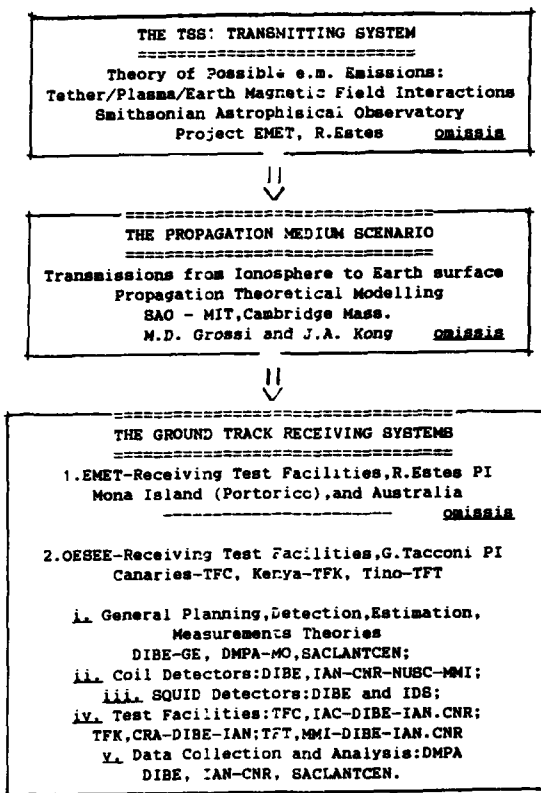 THE TSS: TRANSMITTING SYSTEM
============================
Theory of Possible e.m. Emissions:
Tether/Plasma/Earth Magnetic Field Interactions
Smithsonian Astrophisical Observatory
Project EMET, R.Estes omissis
===============================
THE PROPAGATION MEDIUM SCENARIO
===============================
Transmissions from Ionosphere to Earth surface
Propagation Theoretical Modelling
SAO - MIT,Cambridge Mass.
M.D. Grossi and J.A. Kong omissis
==================================
THE GROUND TRACK RECEIVING SYSTEMS
==================================
1.EMET-Receiving Test Facilities,R.Estes PI
Mona Island (Portorico),and Australia
omissis
2.OESEE-Receiving Test Facilities,G.Tacconi PI
Canaries-TFC, Kenya-TFK, Tino-TFT
i. General Planning,Detection,Estimation,
Measurements Theories
DIBE-GE, DMPA-MO,SACLANTCEN;
ii. Coil Detectors:DIBE,IAN-CNR-NUSC-MMI;
iii. SQUID Detectors:DIBE and IDS;
iv. Test Facilities:TFC,IAC-DIBE-IAN.CNR;
TFK,CRA-DIBE-IAN;TFT,MMI-DIBE-IAN.CNR
v. Data Collection and Analysis:DMPA
DIBE, IAN-CNR, SACLANTCEN.